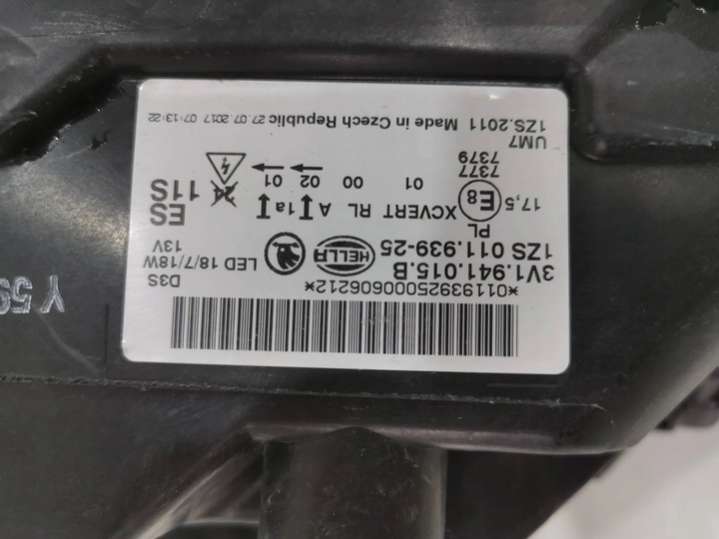 *01193925000606212*
3V1.941.015.B
1ZS 011.939-25
HELLA
D3S
LED 18/7/18W
13V
PL
17,5
E8
XCVERT RL A 1a
01 00 02 01
7377
7379
UM7
ES
11S
1ZS.2011 Made in Czech Republic 27.07.2017 07:13:22
Y59